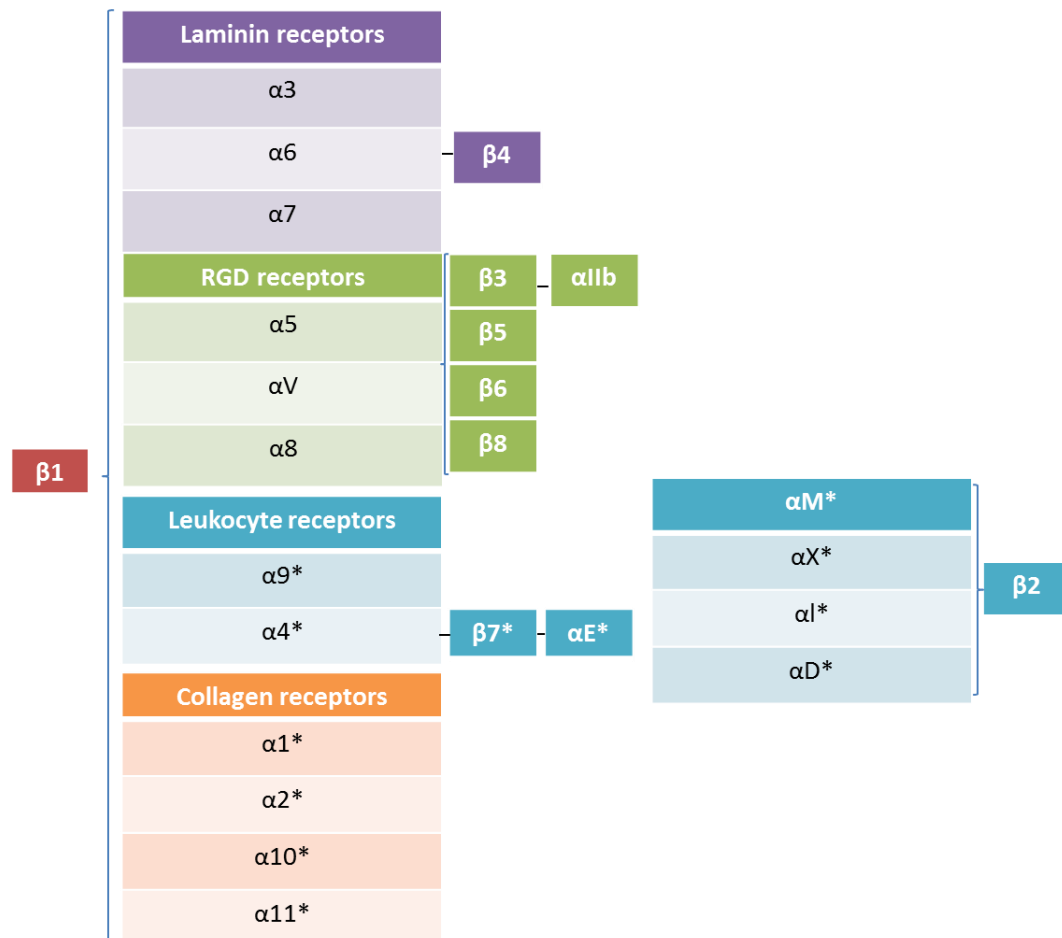 Laminin receptors
α3
α6
β4
α7
RGD receptors
β3
αIIb
α5
β5
αV
β6
α8
β8
β1
Leukocyte receptors
α9*
α4*
β7*
αE*
αM*
αX*
αl*
αD*
β2
Collagen receptors
α1*
α2*
α10*
α11*